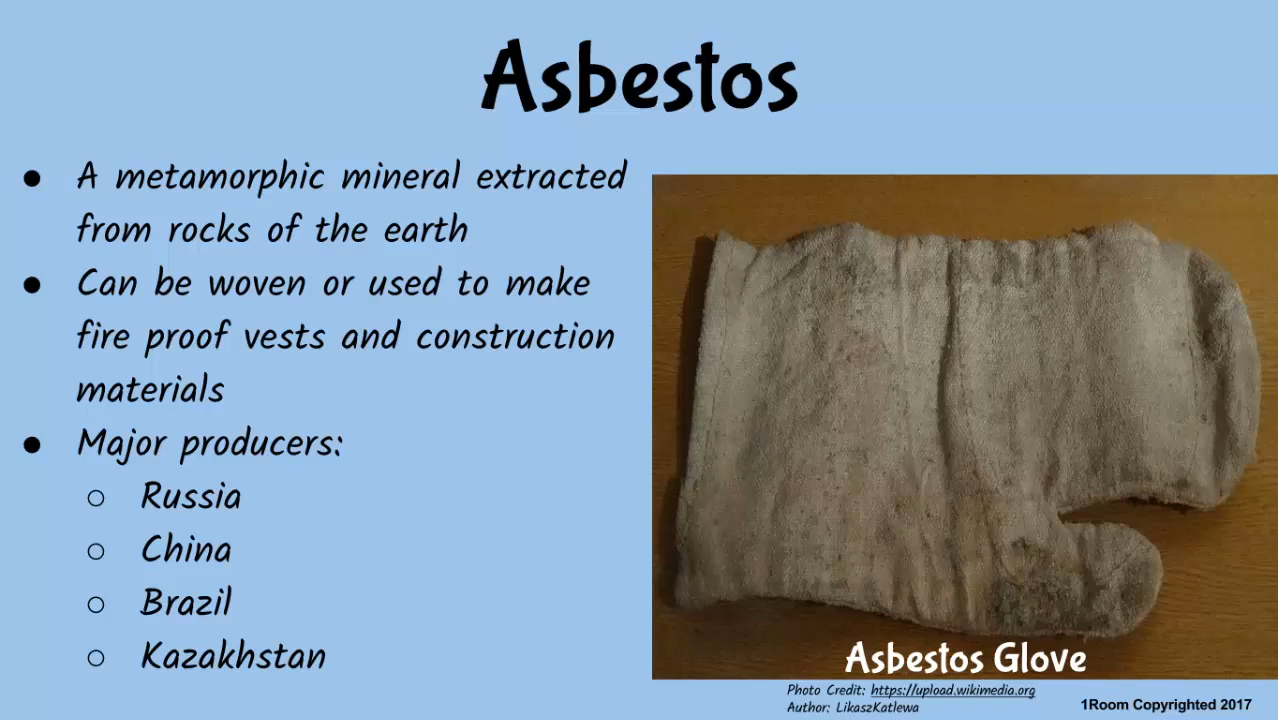 Asbestos
● A metamorphic mineral extracted
from rocks of the earth
● Can be woven or used to make
fire proof vests and construction
materials
● Major producers:
○ Russia
○ China
○ Brazil
○ Kazakhstan
Asbestos Glove
Photo Credit: https://upload.wikimedia.org
Author: LikaszKatlewa
1Room Copyrighted 2017